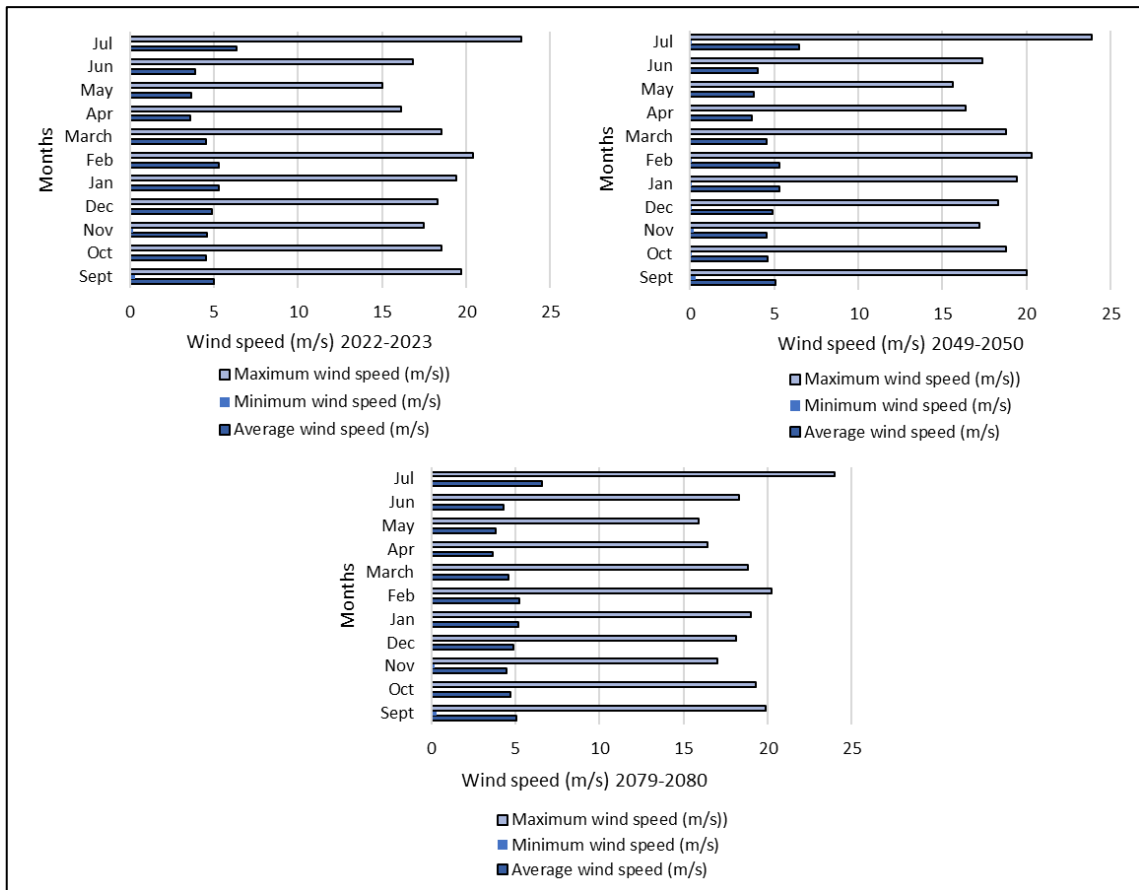 Months
Jul
Jun
May
Apr
March
Feb
Jan
Dec
Nov
Oct
Sept
0 5 10 15 20 25
Wind speed (m/s) 2022-2023
Maximum wind speed (m/s))
Minimum wind speed (m/s)
Average wind speed (m/s)
Months
Jul
Jun
May
Apr
March
Feb
Jan
Dec
Nov
Oct
Sept
0 5 10 15 20 25
Wind speed (m/s) 2049-2050
Maximum wind speed (m/s))
Minimum wind speed (m/s)
Average wind speed (m/s)
Months
Jul
Jun
May
Apr
March
Feb
Jan
Dec
Nov
Oct
Sept
0 5 10 15 20 25
Wind speed (m/s) 2079-2080
Maximum wind speed (m/s))
Minimum wind speed (m/s)
Average wind speed (m/s)